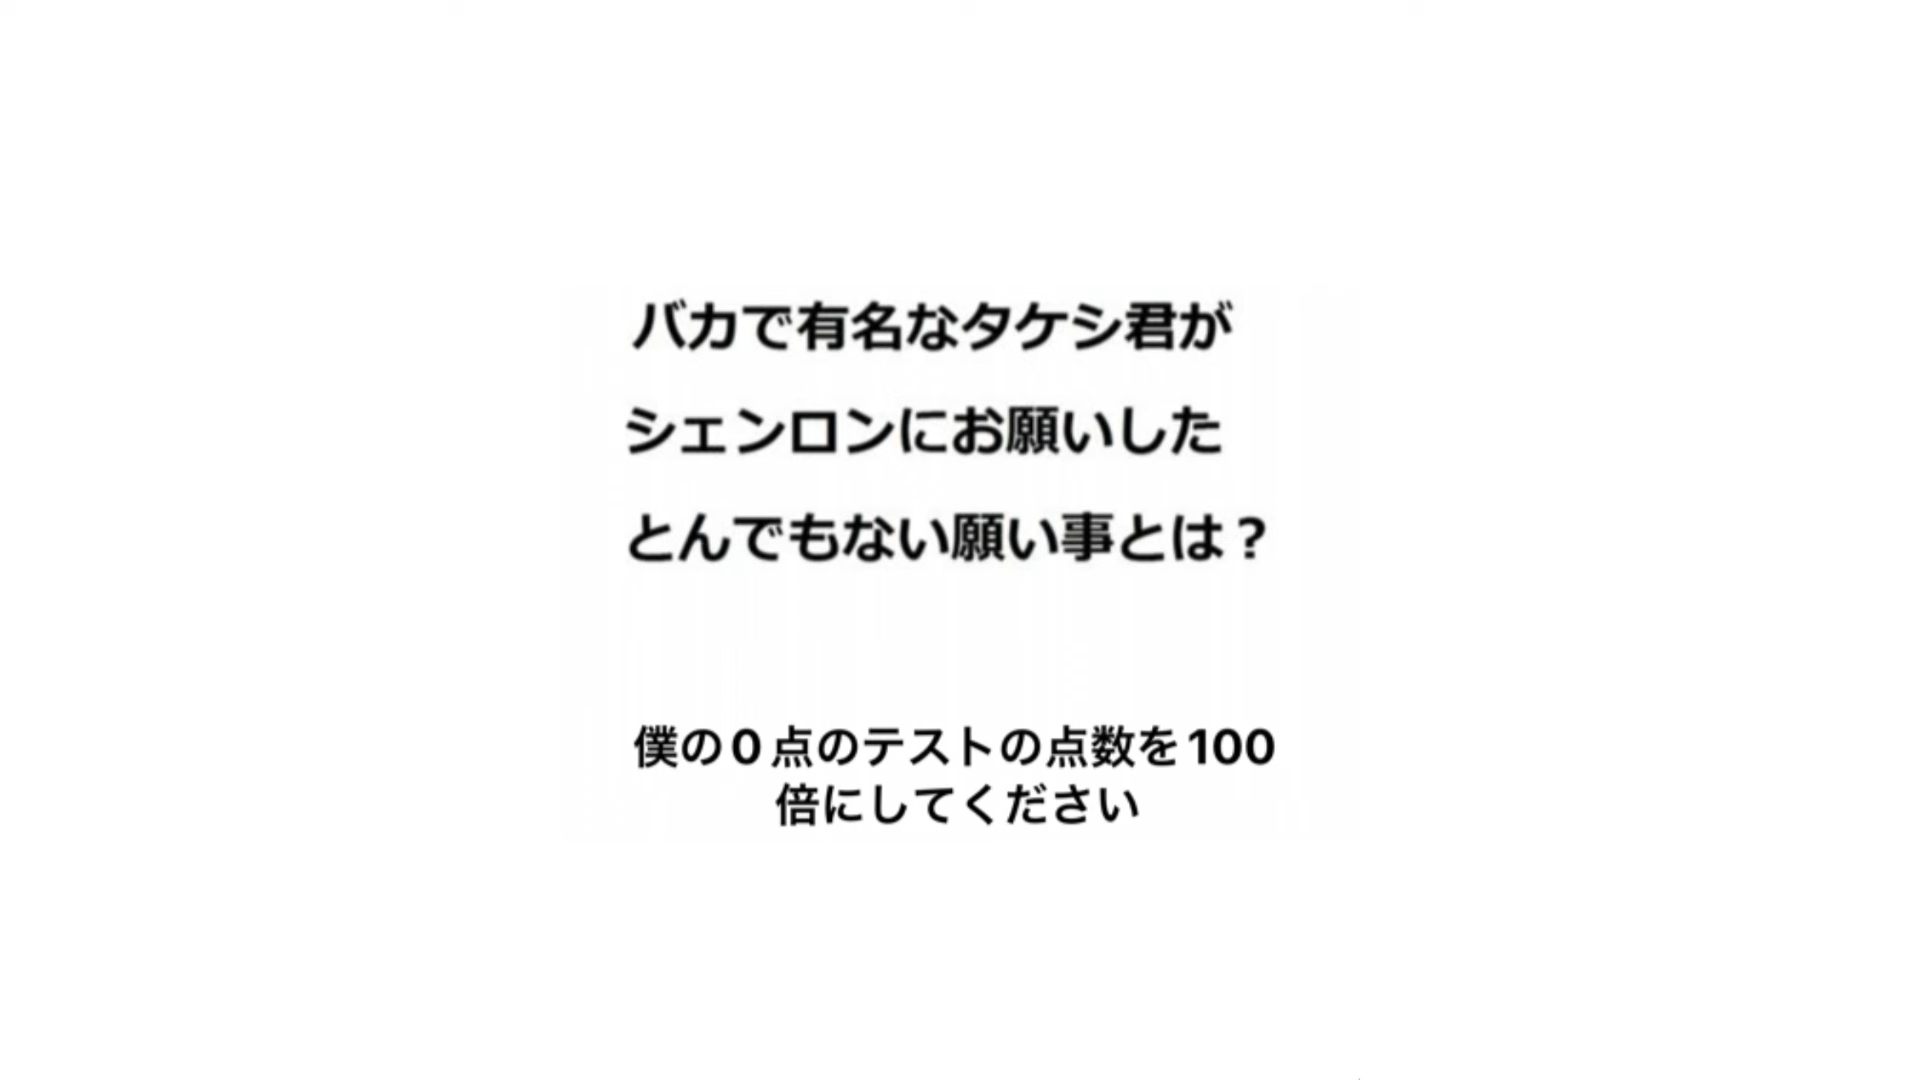 バカで有名なタケシ君が
シェンロンにお願いした
とんでもない願い事とは？
僕の0点のテストの点数を100
倍にしてください